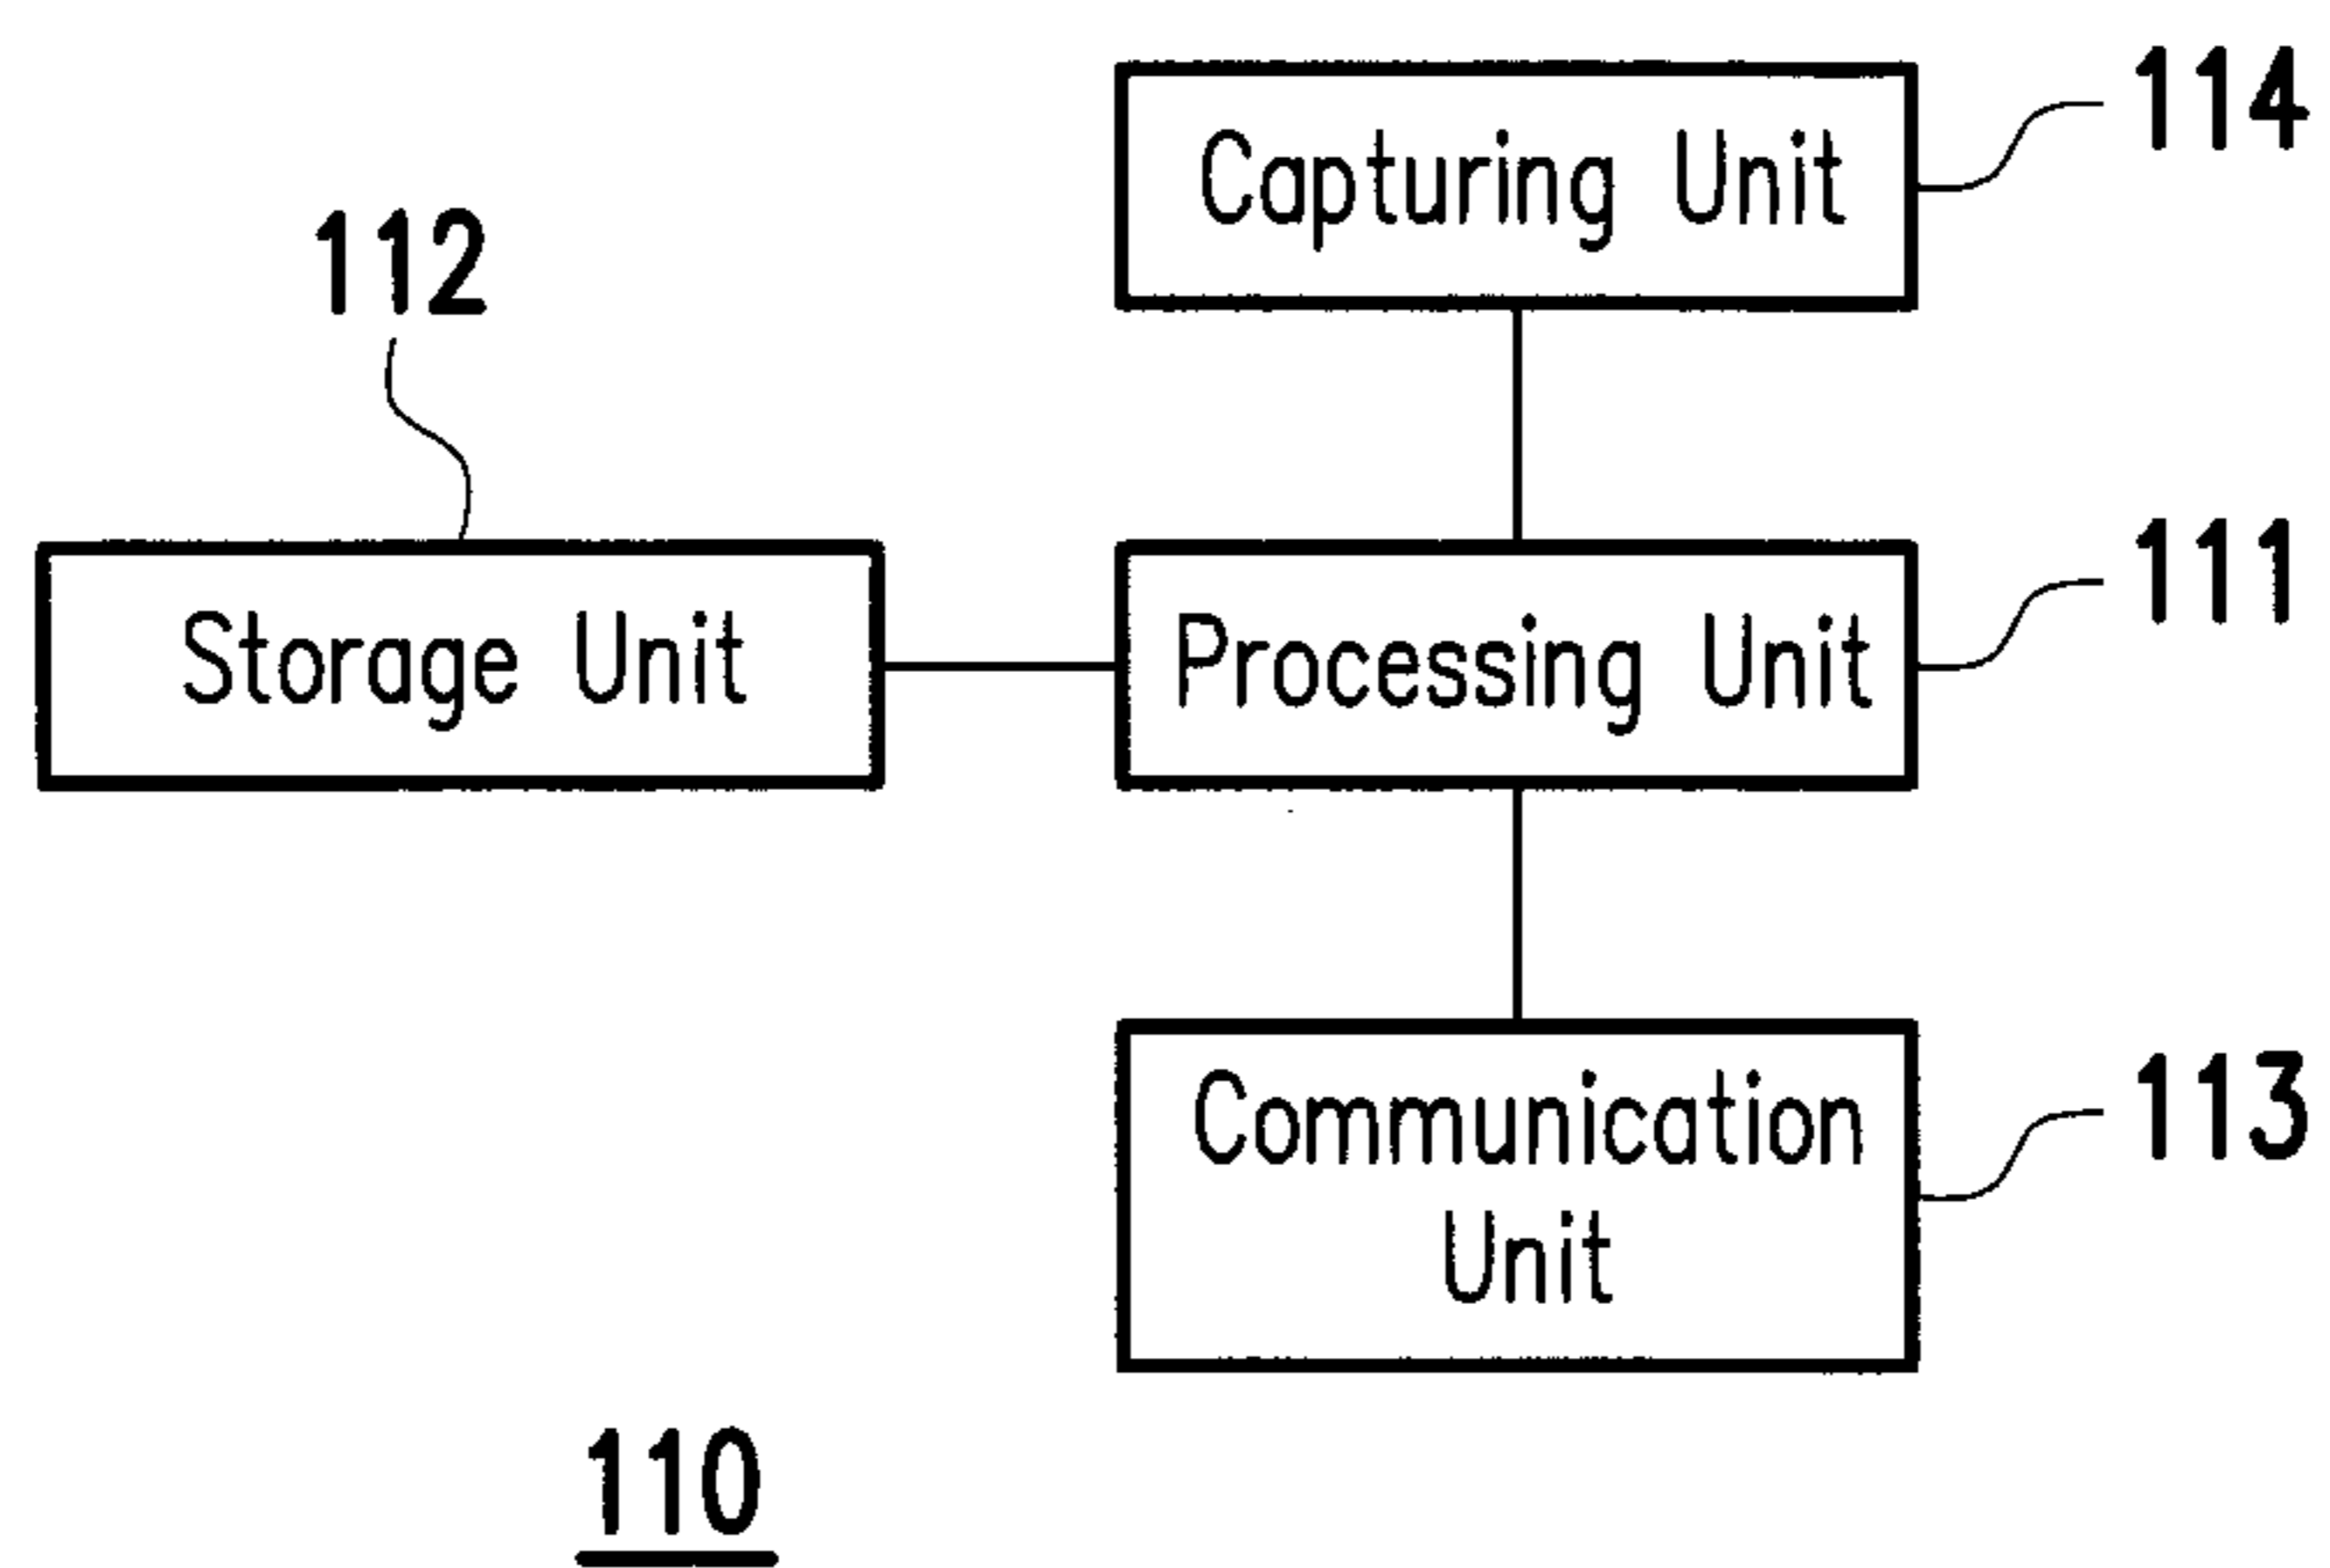 114
Capturing Unit
112
111
Storage Unit
Processing Unit
113
Communication
Unit
110